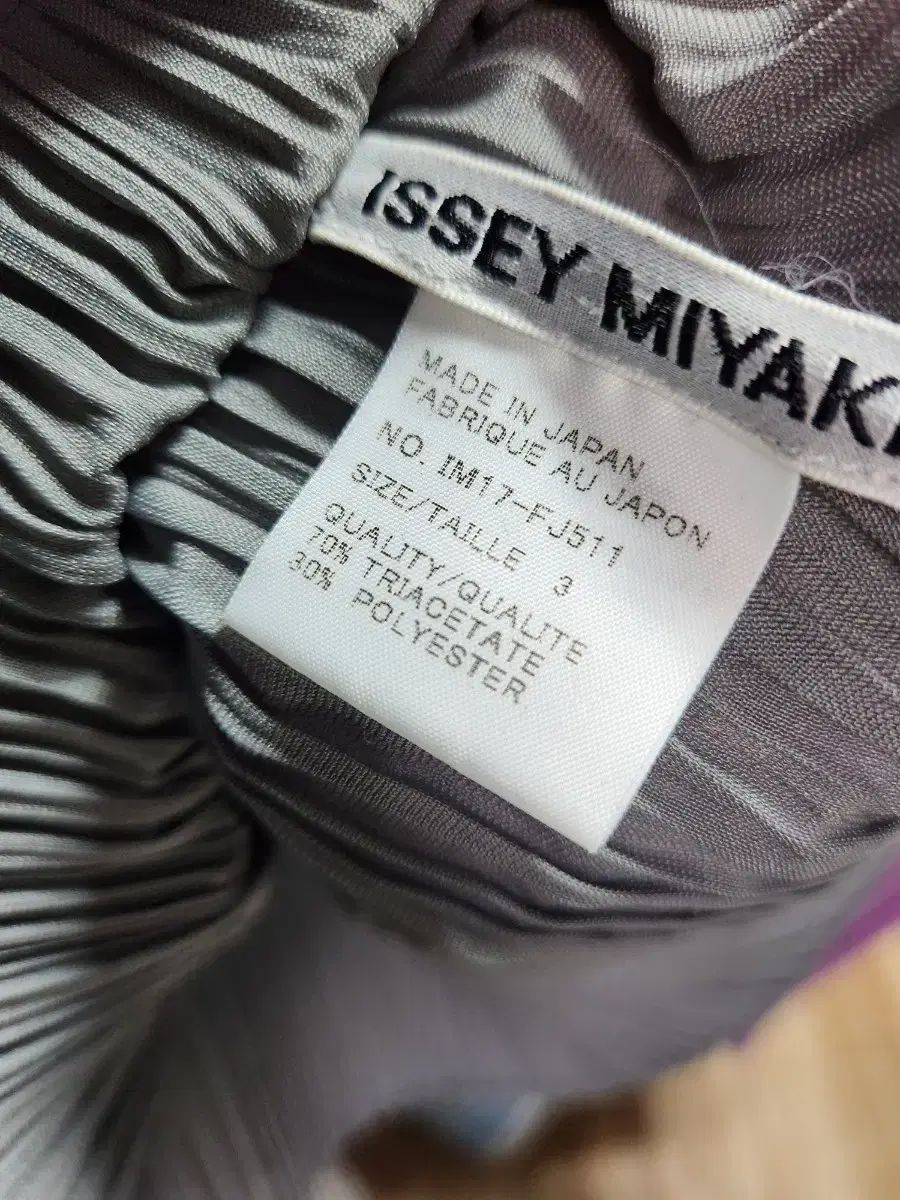 ISSEY MIYAK
MADE IN JAPAN
FABRIQUE AU JAPON
NO. IM17-FJ511
SIZE/TAILLE 3
QUALITY/QUALITE
70% TRIACETATE
30% POLYESTER